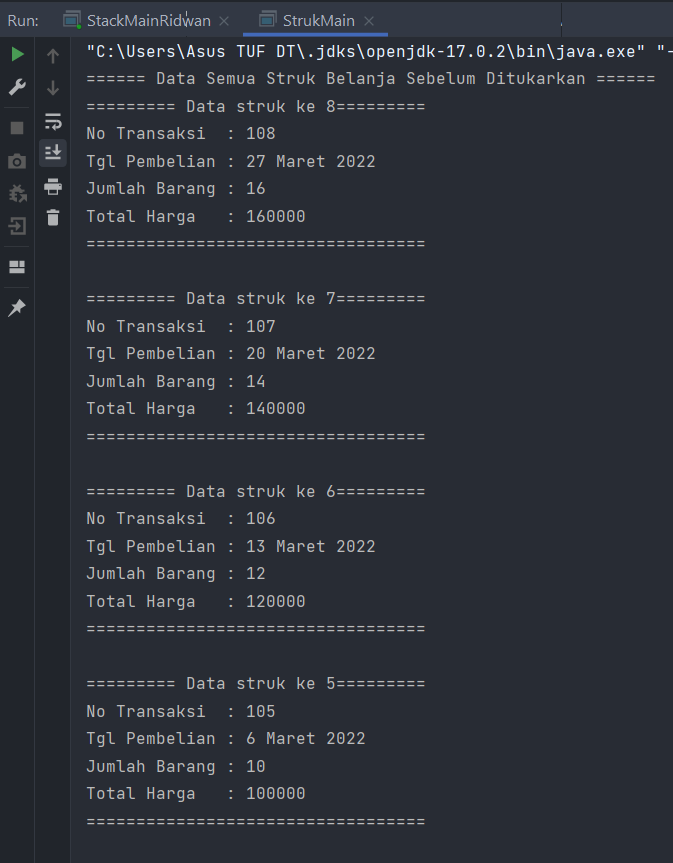 Run: StackMainRidwan × StrukMain ×
"C:\Users\Asus TUF DT\.jdks\openjdk-17.0.2\bin\java.exe" "-
====== Data Semua Struk Belanja Sebelum Ditukarkan ======
========= Data struk ke 8=========
No Transaksi  : 108
Tgl Pembelian : 27 Maret 2022
Jumlah Barang : 16
Total Harga   : 160000
==================================
========= Data struk ke 7=========
No Transaksi  : 107
Tgl Pembelian : 20 Maret 2022
Jumlah Barang : 14
Total Harga   : 140000
==================================
========= Data struk ke 6=========
No Transaksi  : 106
Tgl Pembelian : 13 Maret 2022
Jumlah Barang : 12
Total Harga   : 120000
==================================
========= Data struk ke 5=========
No Transaksi  : 105
Tgl Pembelian : 6 Maret 2022
Jumlah Barang : 10
Total Harga   : 100000
==================================